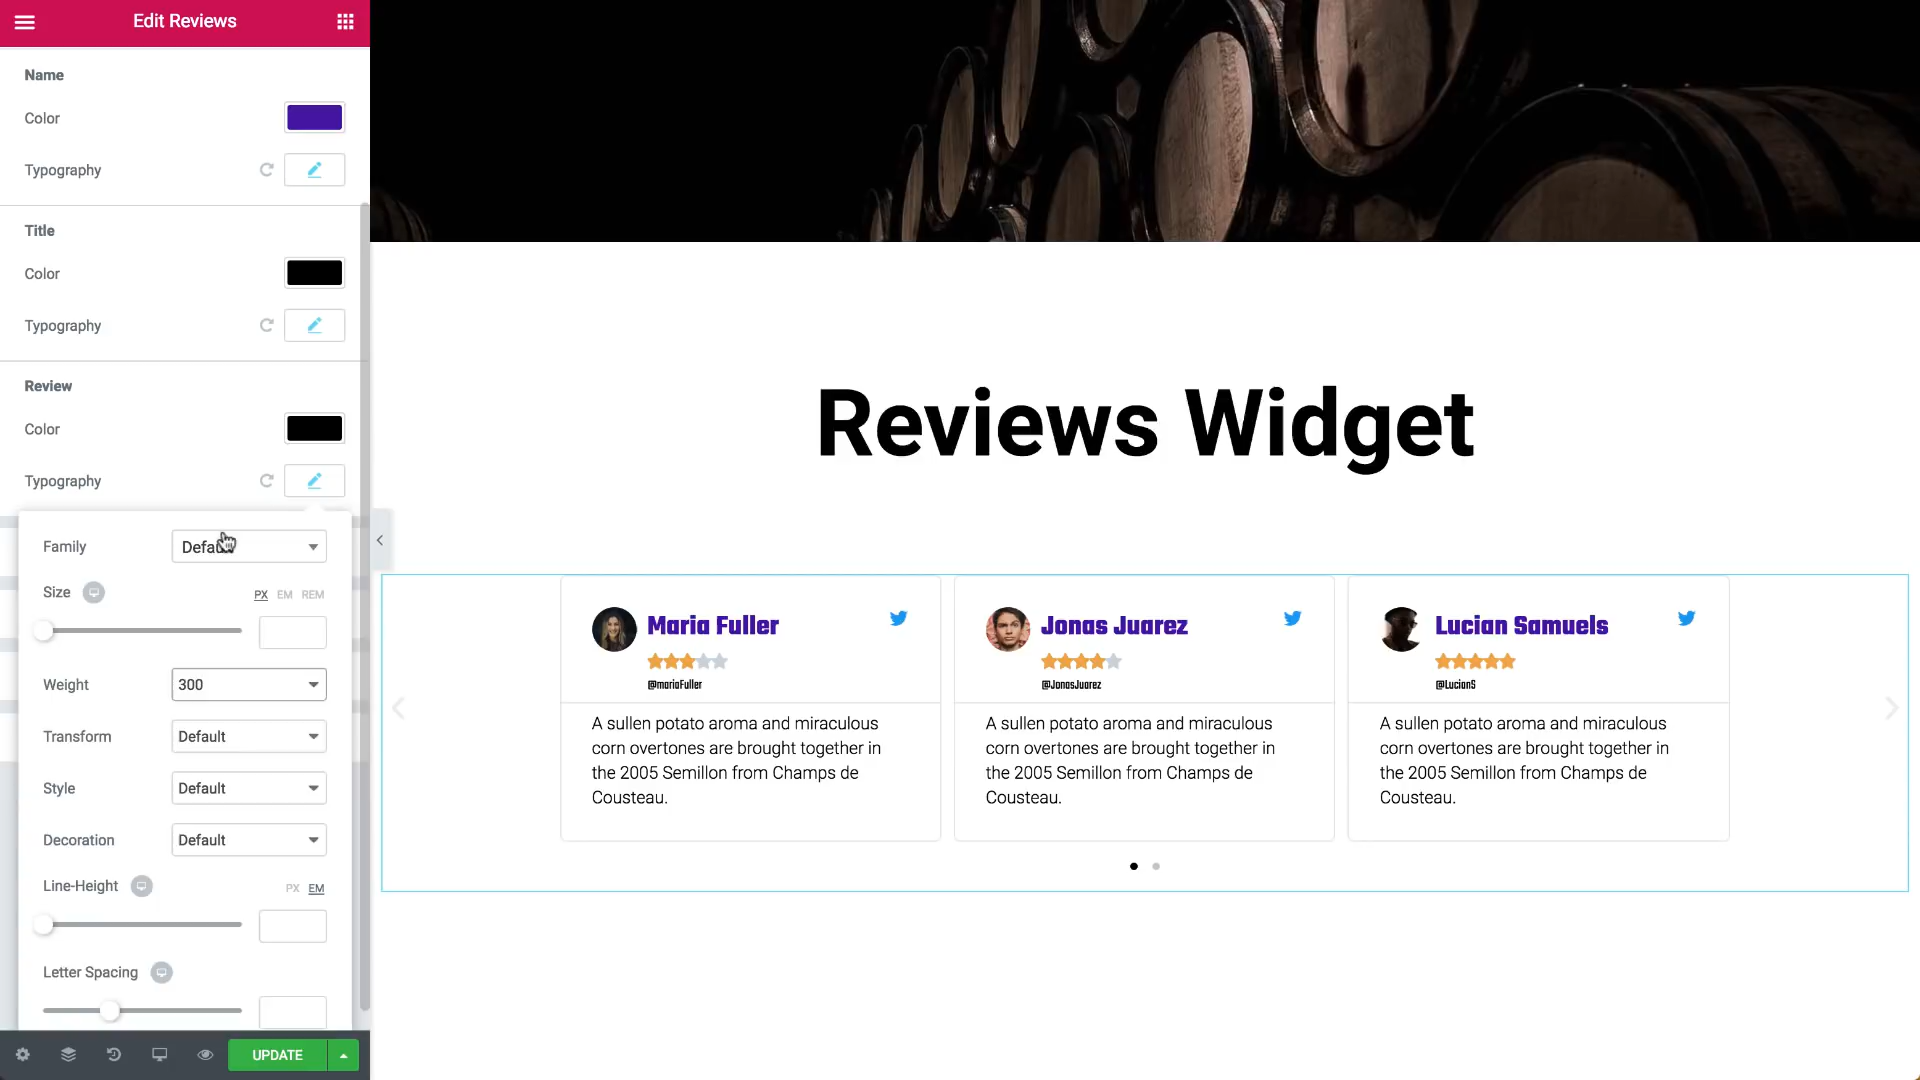 Edit Reviews
Name
Color
Typography
Title
Color
Typography
Review
Color
Typography
Family
Size
PX EM REM
Weight
300
Transform
Default
Style
Default
Decoration
Default
Line-Height
PX EM
Letter Spacing
UPDATE
Reviews Widget
Maria Fuller
@mariaFuller
A sullen potato aroma and miraculous
corn overtones are brought together in
the 2005 Semillon from Champs de
Cousteau.
Jonas Juarez
@JonasJuarez
A sullen potato aroma and miraculous
corn overtones are brought together in
the 2005 Semillon from Champs de
Cousteau.
Lucian Samuels
@LucianS
A sullen potato aroma and miraculous
corn overtones are brought together in
the 2005 Semillon from Champs de
Cousteau.